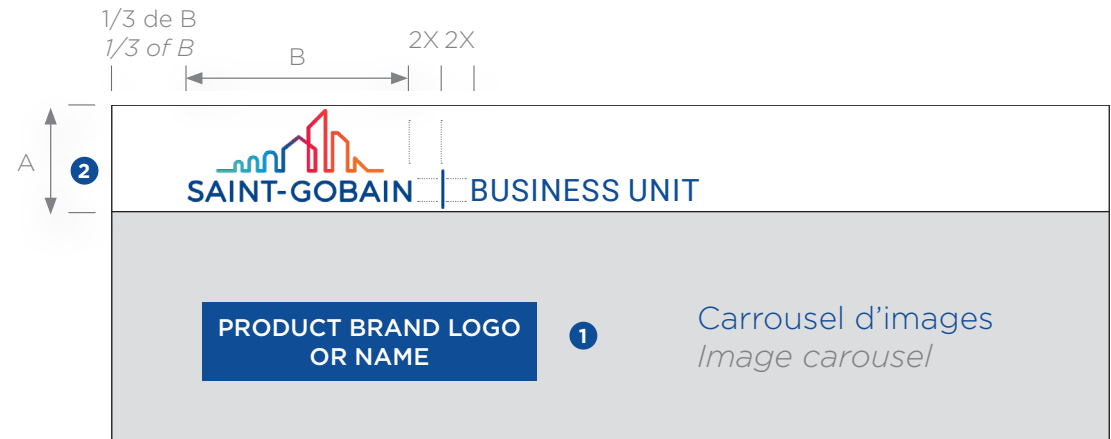 1/3 de B
1/3 of B
B
2X 2X
A
2
SAINT-GOBAIN
BUSINESS UNIT
PRODUCT BRAND LOGO
OR NAME
1
Carrousel d’images
Image carousel